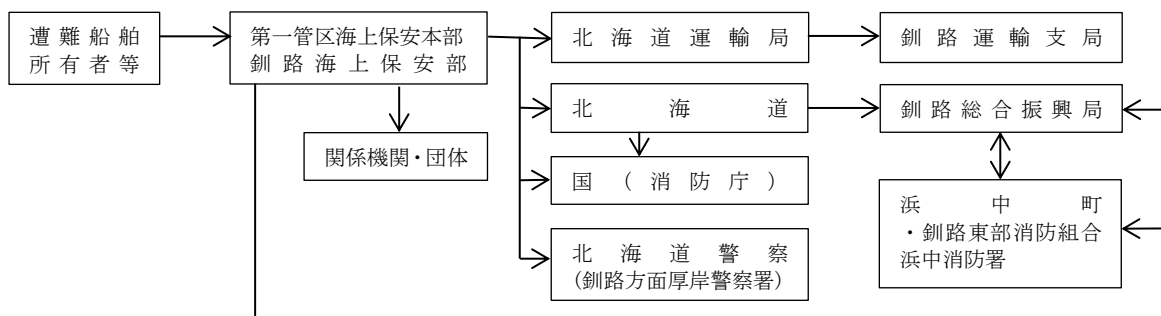 遭難船舶
所有者等
第一管区海上保安本部
釧路海上保安部
北海道運輸局
釧路運輸支局
北海道
釧路総合振興局
関係機関・団体
国(消防庁)
浜中町
・釧路東部消防組合
浜中消防署
北海道警察
(釧路方面厚岸警察署)